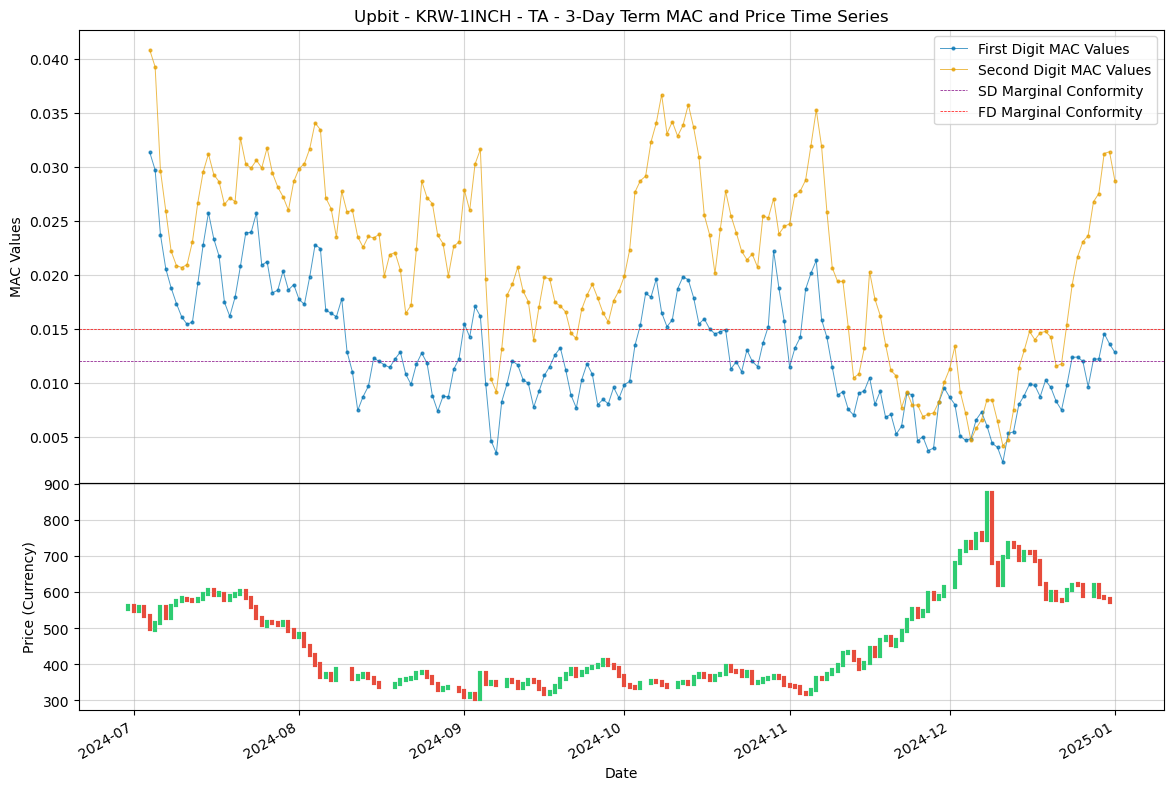 Upbit - KRW-1INCH - TA - 3-Day Term MAC and Price Time Series
First Digit MAC Values
Second Digit MAC Values
SD Marginal Conformity
FD Marginal Conformity
MAC Values
0.040
0.035
0.030
0.025
0.020
0.015
0.010
0.005
Price (Currency)
900
800
700
600
500
400
300
2024-07
2024-08
2024-09
2024-10
2024-11
2024-12
2025-01
Date